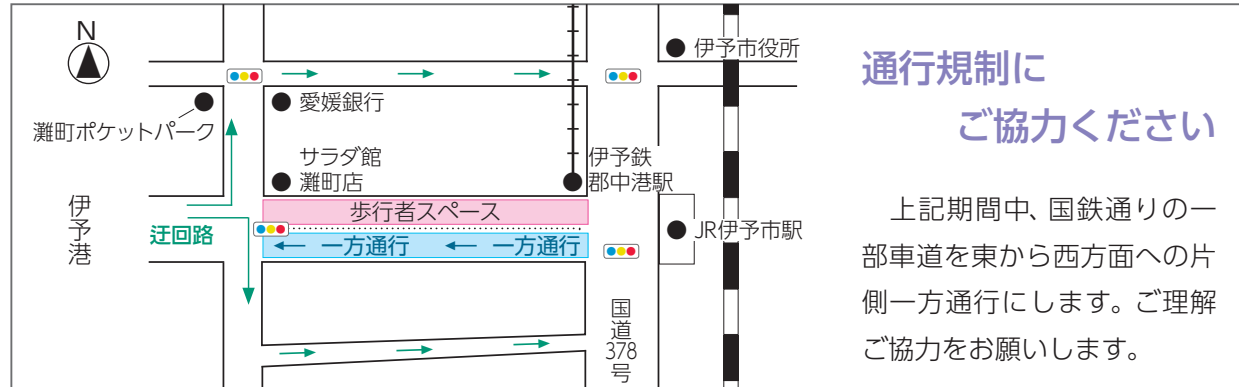 N
伊予市役所
愛媛銀行
灘町ポケットパーク
サラダ館
灘町店
伊予鉄
郡中港駅
伊予港
迂回路
歩行者スペース
一方通行
一方通行
JR伊予市駅
国道378号
通行規制に
ご協力ください
上記期間中、国鉄通りの一
部車道を東から西方面への片
側一方通行にします。ご理解
ご協力をお願いします。